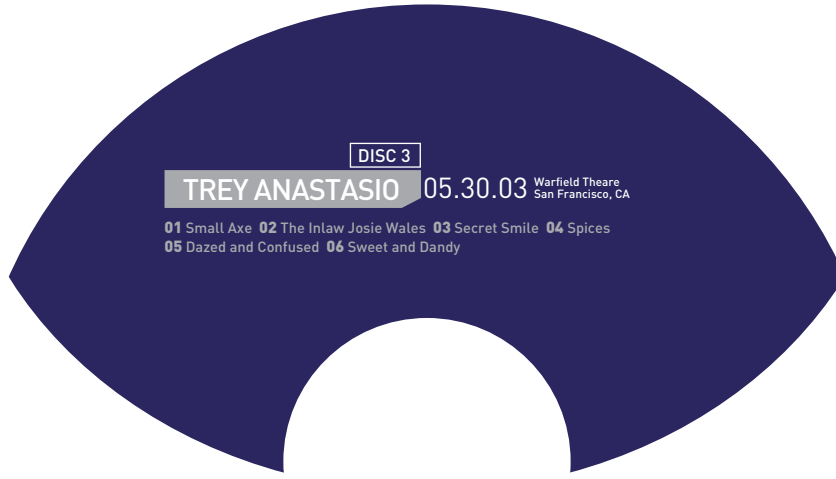 DISC 3
TREY ANASTASIO 05.30.03 Warfield Theare
San Francisco, CA
01 Small Axe 02 The Inlaw Josie Wales 03 Secret Smile 04 Spices
05 Dazed and Confused 06 Sweet and Dandy